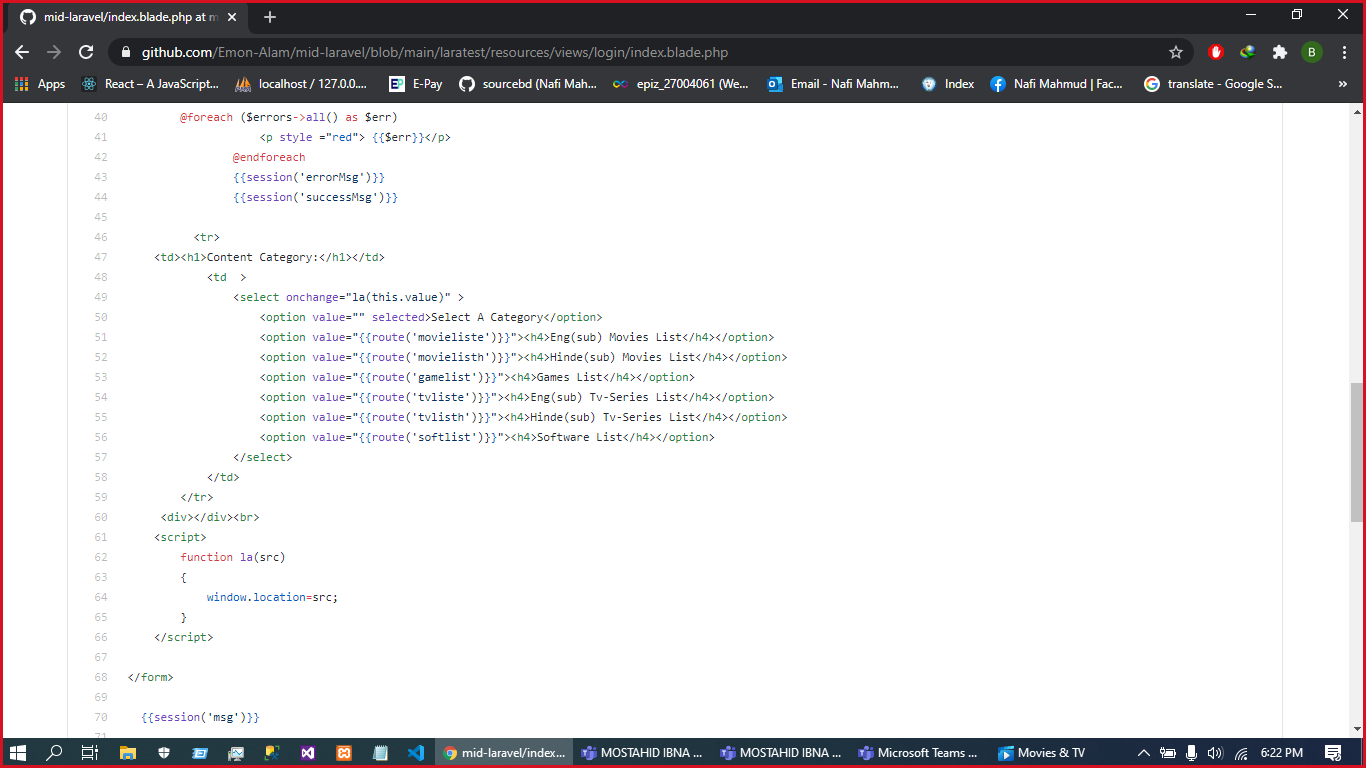 mid-laravel/index.blade.php at m
github.com/Emon-Alam/mid-laravel/blob/main/laratest/resources/views/login/index.blade.php
B
Apps React – A JavaScript... localhost / 127.0.0.... EP E-Pay sourcebd (Nafi Mah... epiz_27004061 (We... Email - Nafi Mahm... Index Nafi Mahmud | Fac... translate - Google S... »
40 @foreach ($errors->all() as $err)
41 <p style ="red"> {{$err}}</p>
42 @endforeach
43 {{session('errorMsg')}}
44 {{session('successMsg')}}
45
46 <tr>
47 <td><h1>Content Category:</h1></td>
48 <td  >
49 <select onchange="la(this.value)" >
50 <option value="" selected>Select A Category</option>
51 <option value="{{route('movieliste')}}"><h4>Eng(sub) Movies List</h4></option>
52 <option value="{{route('movielisth')}}"><h4>Hinde(sub) Movies List</h4></option>
53 <option value="{{route('gamelist')}}"><h4>Games List</h4></option>
54 <option value="{{route('tvliste')}}"><h4>Eng(sub) Tv-Series List</h4></option>
55 <option value="{{route('tvlisth')}}"><h4>Hinde(sub) Tv-Series List</h4></option>
56 <option value="{{route('softlist')}}"><h4>Software List</h4></option>
57 </select>
58 </td>
59 </tr>
60 <div></div><br>
61 <script>
62 function la(src)
63 {
64 window.location=src;
65 }
66 </script>
67
68 </form>
69
70 {{session('msg')}}
71
mid-laravel/index... MOSTAHID IBNA ... MOSTAHID IBNA ... Microsoft Teams ... Movies & TV 6:22 PM